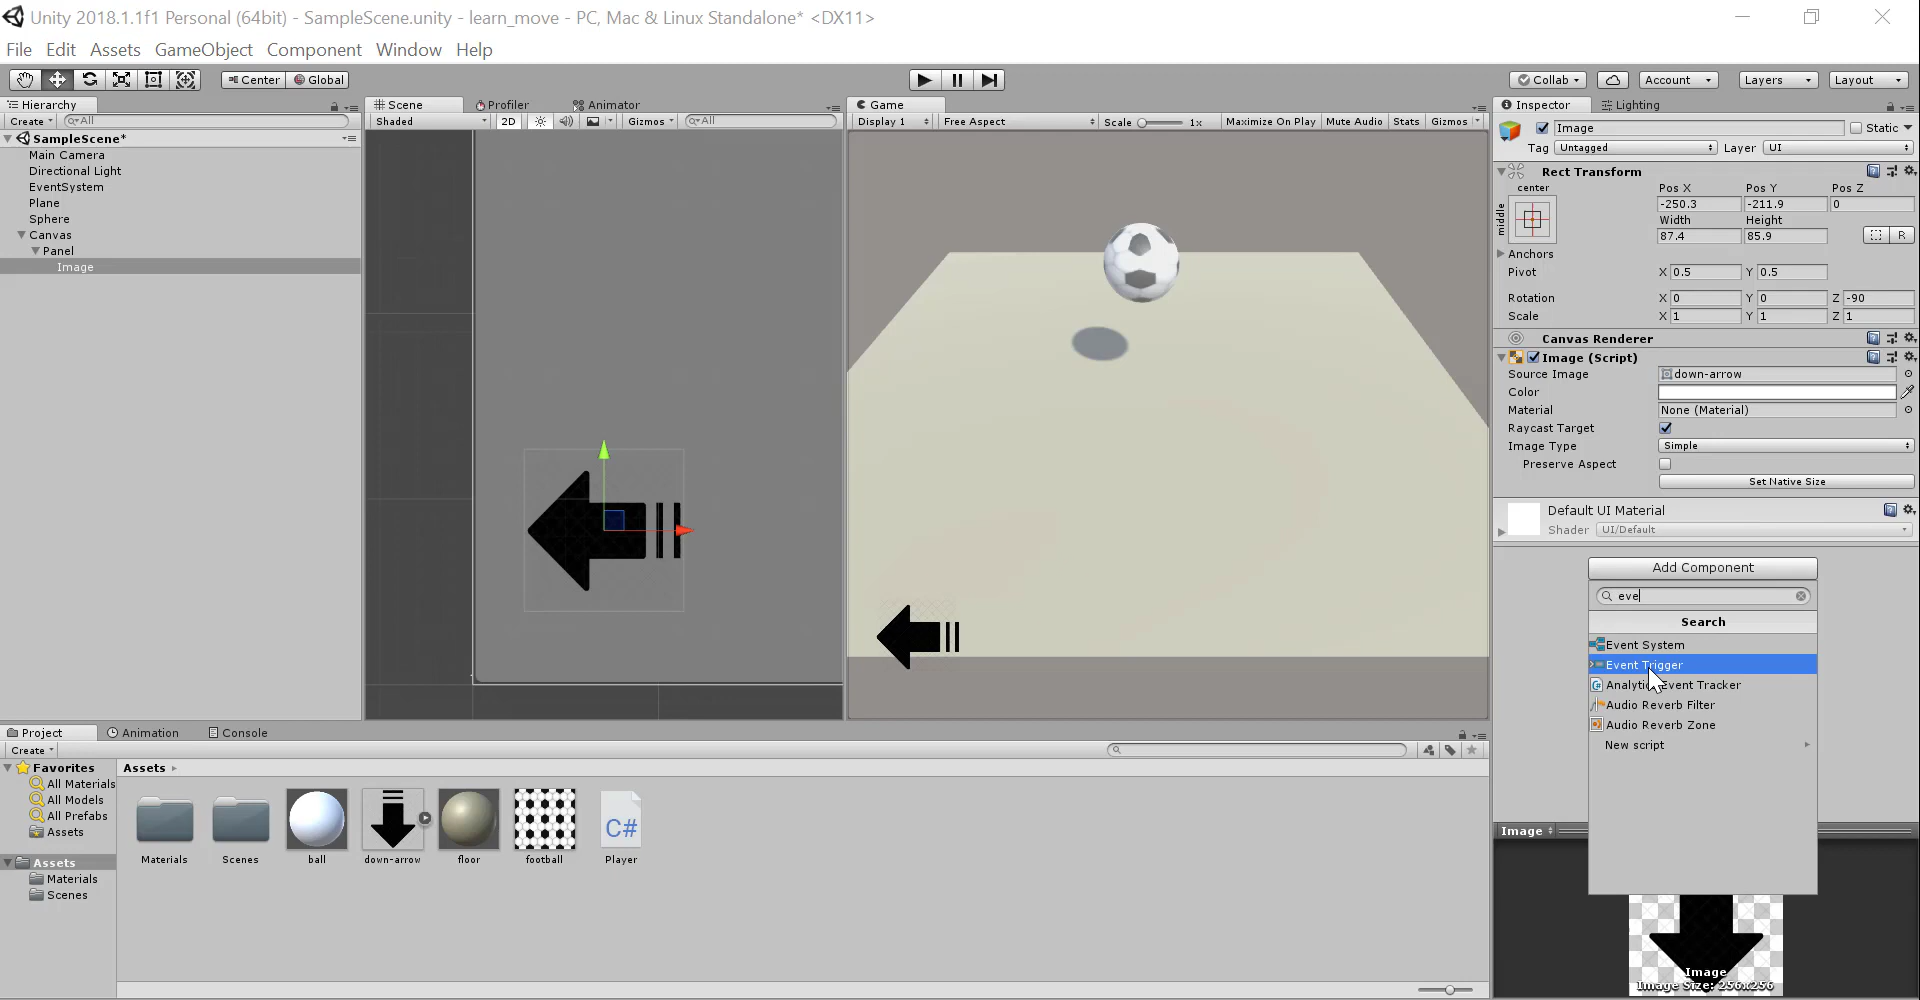 Unity 2018.1.1f1 Personal (64bit) - SampleScene.unity - learn_move - PC, Mac & Linux Standalone* <DX11>
File Edit Assets GameObject Component Window Help
Center Global Collab Account Layers Layout
Hierarchy
Create All
SampleScene*
Main Camera
Directional Light
EventSystem
Plane
Sphere
Canvas
Panel
Image
Scene Profiler Animator
Shaded 2D Gizmos All
Game
Display 1 Free Aspect Scale 1x Maximize On Play Mute Audio Stats Gizmos
Inspector Lighting
Image Static
Tag Untagged Layer UI
Rect Transform
center Pos X Pos Y Pos Z
middle -250.3 -211.9 0
Width Height
87.4 85.9 R
Anchors
Pivot X 0.5 Y 0.5
Rotation X 0 Y 0 Z -90
Scale X 1 Y 1 Z 1
Canvas Renderer
Image (Script)
Source Image down-arrow
Color
Material None (Material)
Raycast Target
Image Type Simple
Preserve Aspect
Set Native Size
Default UI Material
Shader UI/Default
Add Component
eve
Search
Event System
Event Trigger
Event Tracker
Audio Reverb Filter
Audio Reverb Zone
New script
Image
Image
Image Size: 256x256
Project Animation Console
Create
Favorites
All Materials
All Models
All Prefabs
Assets
Assets
Materials
Scenes
Assets
C#
Materials Scenes ball down-arrow floor football Player